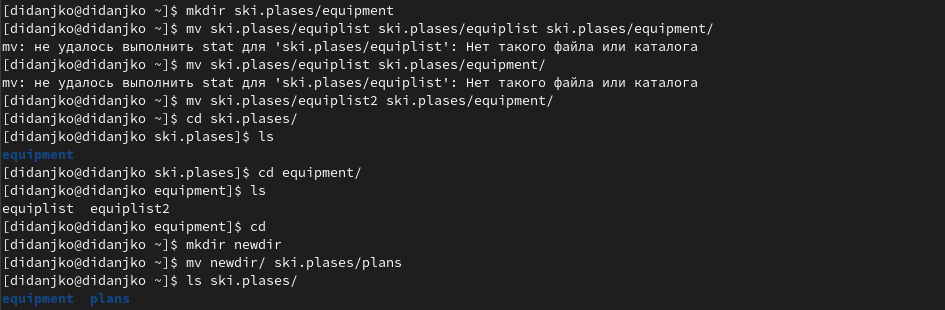 [didanjko@didanjko ~]$ mkdir ski.plases/equipment
[didanjko@didanjko ~]$ mv ski.plases/equiplist ski.plases/equiplist ski.plases/equipment/
mv: не удалось выполнить stat для 'ski.plases/equiplist': Нет такого файла или каталога
[didanjko@didanjko ~]$ mv ski.plases/equiplist ski.plases/equipment/
mv: не удалось выполнить stat для 'ski.plases/equiplist': Нет такого файла или каталога
[didanjko@didanjko ~]$ mv ski.plases/equiplist2 ski.plases/equipment/
[didanjko@didanjko ~]$ cd ski.plases/
[didanjko@didanjko ski.plases]$ ls
equipment
[didanjko@didanjko ski.plases]$ cd equipment/
[didanjko@didanjko equipment]$ ls
equiplist  equiplist2
[didanjko@didanjko equipment]$ cd
[didanjko@didanjko ~]$ mkdir newdir
[didanjko@didanjko ~]$ mv newdir/ ski.plases/plans
[didanjko@didanjko ~]$ ls ski.plases/
equipment  plans